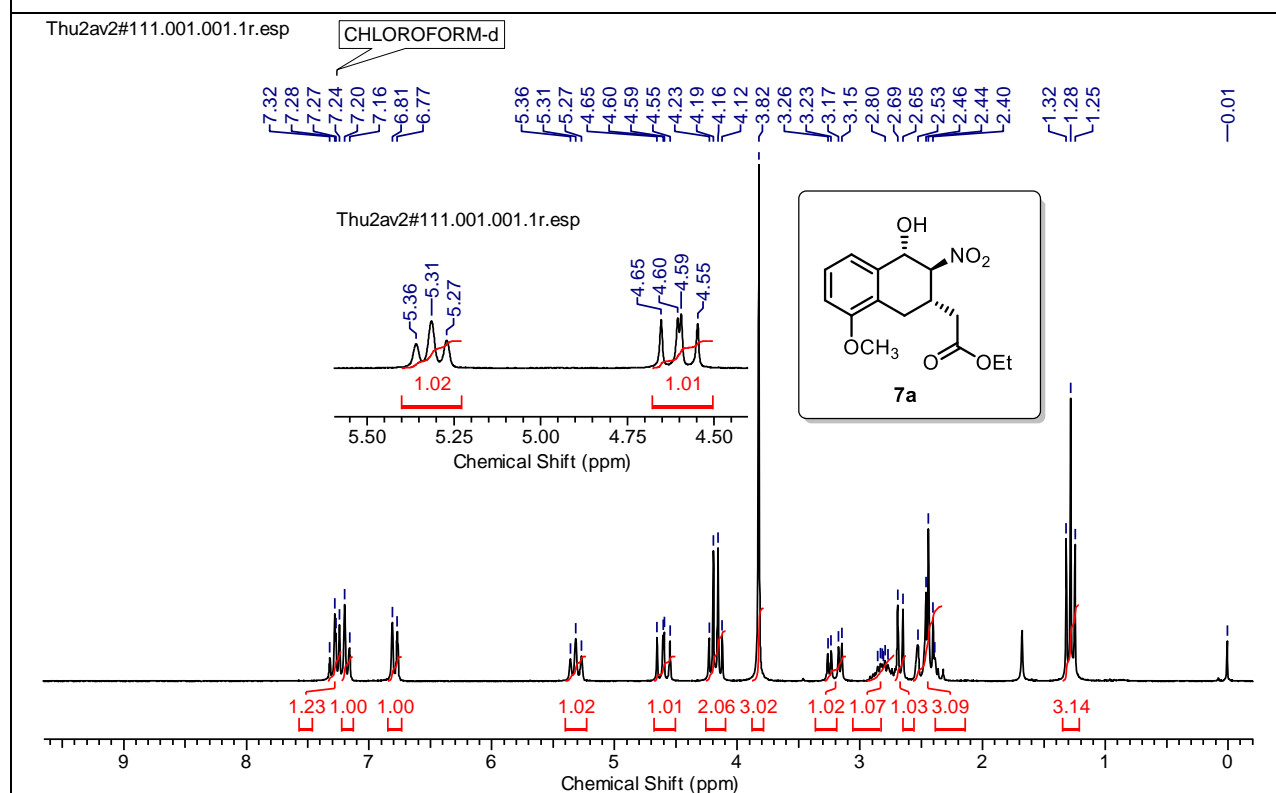 Thu2av2#111.001.001.1r.esp
CHLOROFORM-d
7.32 7.28 7.27 7.24 7.20 7.16 6.81 6.77 5.36 5.31 5.27 4.65 4.60 4.59 4.55 4.23 4.19 4.16 4.12 3.82 3.26 3.23 3.17 3.15 2.80 2.69 2.65 2.53 2.46 2.44 2.40 1.32 1.28 1.25 0.01
Thu2av2#111.001.001.1r.esp
5.36 5.31 5.27 4.65 4.60 4.59 4.55
1.02 1.01
5.50 5.25 5.00 4.75 4.50
Chemical Shift (ppm)
OH
NO2
OCH3
O
OEt
7a
1.23 1.00 1.00 1.02 1.01 2.06 3.02 1.02 1.07 1.03 3.09 3.14
9 8 7 6 5 4 3 2 1 0
Chemical Shift (ppm)